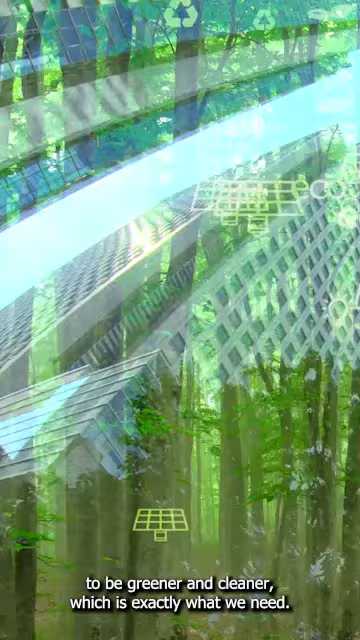 to be greener and cleaner,
which is exactly what we need.